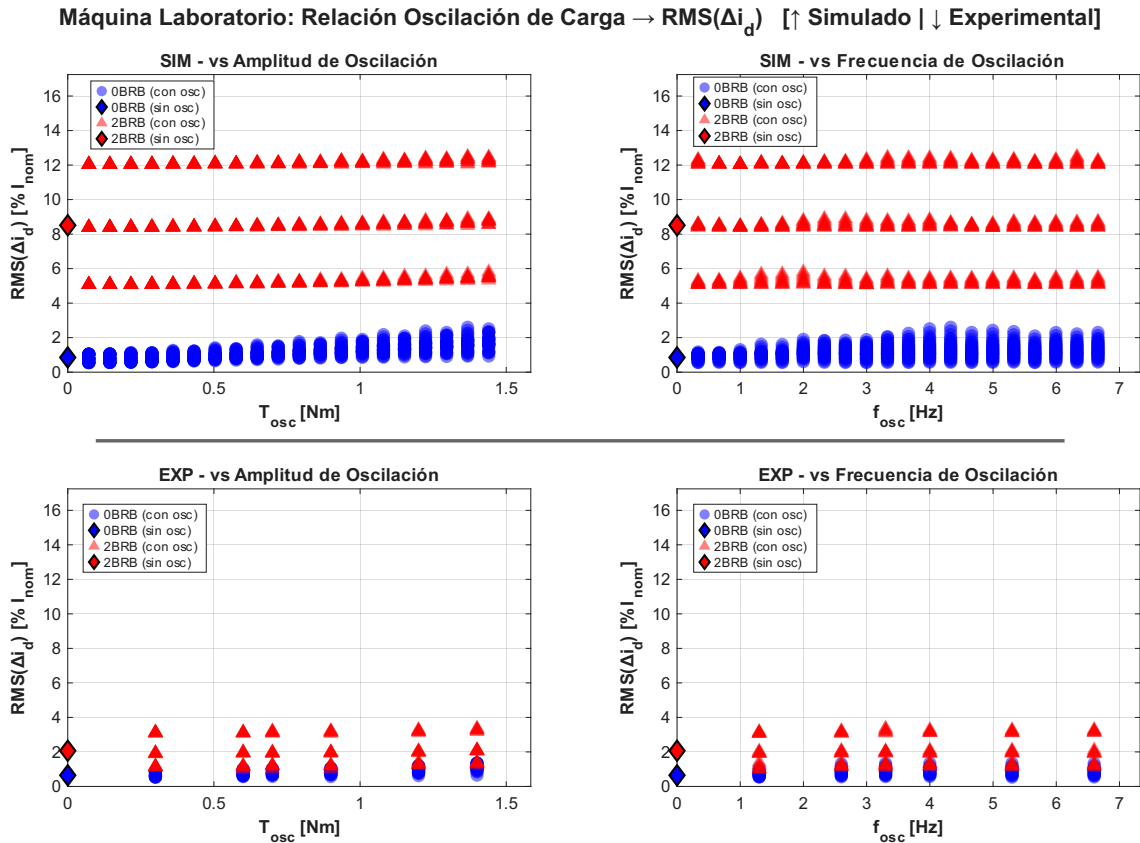 Máquina Laboratorio: Relación Oscilación de Carga → RMS(Δi_d) [↑ Simulado | ↓ Experimental]
SIM - vs Amplitud de Oscilación
RMS(Δi_d) [% I_nom]
16
14
12
10
8
6
4
2
0
0BRB (con osc)
0BRB (sin osc)
2BRB (con osc)
2BRB (sin osc)
0 0.5 1 1.5
T_osc [Nm]
SIM - vs Frecuencia de Oscilación
RMS(Δi_d) [% I_nom]
16
14
12
10
8
6
4
2
0
0BRB (con osc)
0BRB (sin osc)
2BRB (con osc)
2BRB (sin osc)
0 1 2 3 4 5 6 7
f_osc [Hz]
EXP - vs Amplitud de Oscilación
RMS(Δi_d) [% I_nom]
16
14
12
10
8
6
4
2
0
0BRB (con osc)
0BRB (sin osc)
2BRB (con osc)
2BRB (sin osc)
0 0.5 1 1.5
T_osc [Nm]
EXP - vs Frecuencia de Oscilación
RMS(Δi_d) [% I_nom]
16
14
12
10
8
6
4
2
0
0BRB (con osc)
0BRB (sin osc)
2BRB (con osc)
2BRB (sin osc)
0 1 2 3 4 5 6 7
f_osc [Hz]